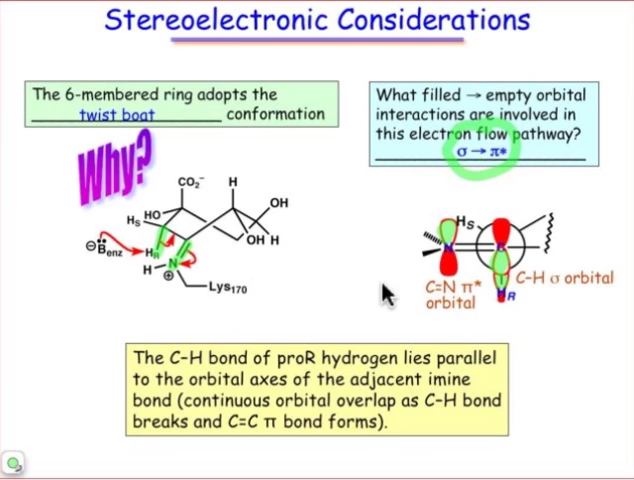 Stereoelectronic Considerations
The 6-membered ring adopts the
twist boat conformation
What filled → empty orbital
interactions are involved in
this electron flow pathway?
σ → π*
Why?
CO₂⁻ H
HO OH
Hs
OH H
⊖B̈enz HR
H N
⊕
Lys170
Hs
N
C-H σ orbital
C=N π*
orbital
HR
The C-H bond of proR hydrogen lies parallel
to the orbital axes of the adjacent imine
bond (continuous orbital overlap as C-H bond
breaks and C=C π bond forms).